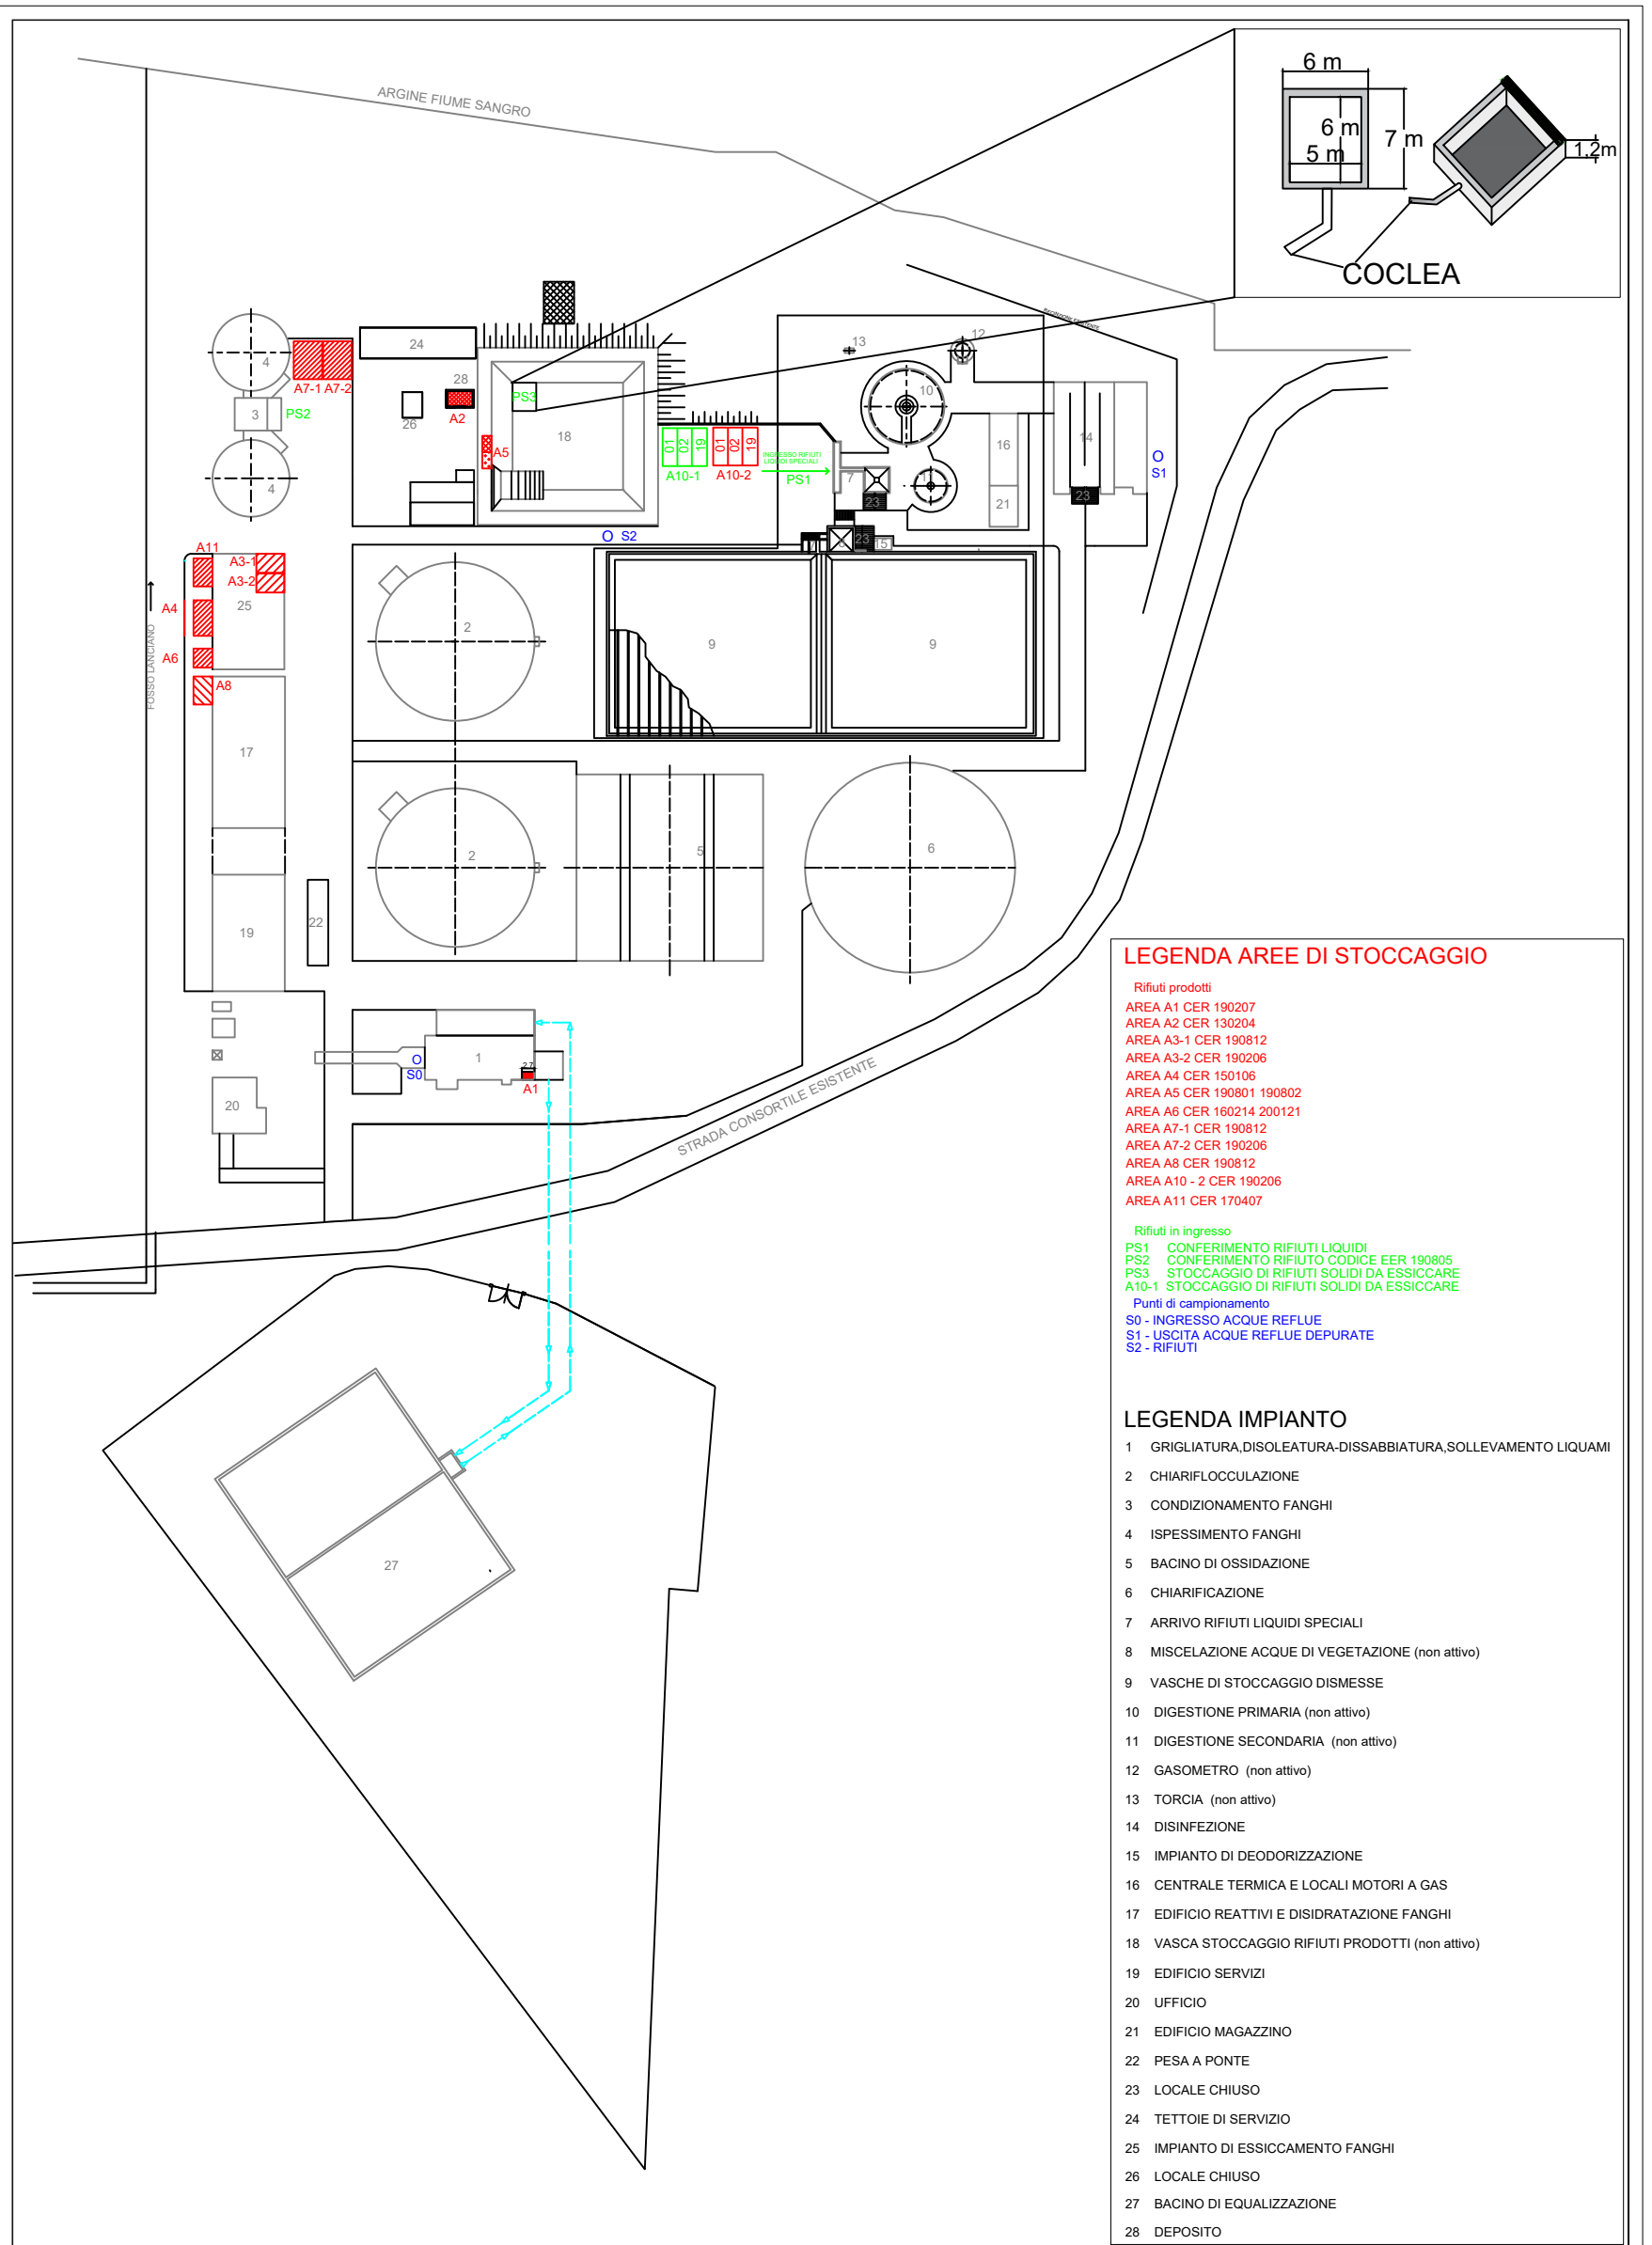 ARGINE FIUME SANGRO
6 m
6 m
5 m
7 m
1,2m
COCLEA
13
12
24
4
A7-1 A7-2
28
A2
26
PS3
18
A5
3
PS2
4
10
16
14
21
23
01 02 19
A10-1
01 02 19
A10-2
INGRESSO RIFIUTI
LIQUIDI SPECIALI
PS1
7
23
O
S1
O S2
23
15
A11
A3-1
A3-2
25
A4
A6
A8
FOSSO LANCIANO
2
9
9
17
2
5
6
19
22
O
S0
1
A1
20
STRADA CONSORTILE ESISTENTE
27
LEGENDA AREE DI STOCCAGGIO
Rifiuti prodotti
AREA A1 CER 190207
AREA A2 CER 130204
AREA A3-1 CER 190812
AREA A3-2 CER 190206
AREA A4 CER 150106
AREA A5 CER 190801 190802
AREA A6 CER 160214 200121
AREA A7-1 CER 190812
AREA A7-2 CER 190206
AREA A8 CER 190812
AREA A10 - 2 CER 190206
AREA A11 CER 170407
Rifiuti in ingresso
PS1 CONFERIMENTO RIFIUTI LIQUIDI
PS2 CONFERIMENTO RIFIUTO CODICE EER 190805
PS3 STOCCAGGIO DI RIFIUTI SOLIDI DA ESSICCARE
A10-1 STOCCAGGIO DI RIFIUTI SOLIDI DA ESSICCARE
Punti di campionamento
S0 - INGRESSO ACQUE REFLUE
S1 - USCITA ACQUE REFLUE DEPURATE
S2 - RIFIUTI
LEGENDA IMPIANTO
1 GRIGLIATURA,DISOLEATURA-DISSABBIATURA,SOLLEVAMENTO LIQUAMI
2 CHIARIFLOCCULAZIONE
3 CONDIZIONAMENTO FANGHI
4 ISPESSIMENTO FANGHI
5 BACINO DI OSSIDAZIONE
6 CHIARIFICAZIONE
7 ARRIVO RIFIUTI LIQUIDI SPECIALI
8 MISCELAZIONE ACQUE DI VEGETAZIONE (non attivo)
9 VASCHE DI STOCCAGGIO DISMESSE
10 DIGESTIONE PRIMARIA (non attivo)
11 DIGESTIONE SECONDARIA (non attivo)
12 GASOMETRO (non attivo)
13 TORCIA (non attivo)
14 DISINFEZIONE
15 IMPIANTO DI DEODORIZZAZIONE
16 CENTRALE TERMICA E LOCALI MOTORI A GAS
17 EDIFICIO REATTIVI E DISIDRATAZIONE FANGHI
18 VASCA STOCCAGGIO RIFIUTI PRODOTTI (non attivo)
19 EDIFICIO SERVIZI
20 UFFICIO
21 EDIFICIO MAGAZZINO
22 PESA A PONTE
23 LOCALE CHIUSO
24 TETTOIE DI SERVIZIO
25 IMPIANTO DI ESSICCAMENTO FANGHI
26 LOCALE CHIUSO
27 BACINO DI EQUALIZZAZIONE
28 DEPOSITO